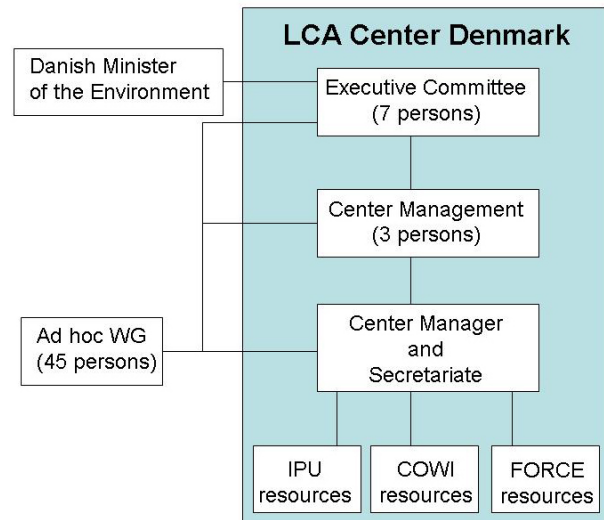 LCA Center Denmark
Danish Minister
of the Environment
Executive Committee
(7 persons)
Center Management
(3 persons)
Ad hoc WG
(45 persons)
Center Manager
and
Secretariate
IPU
resources
COWI
resources
FORCE
resources